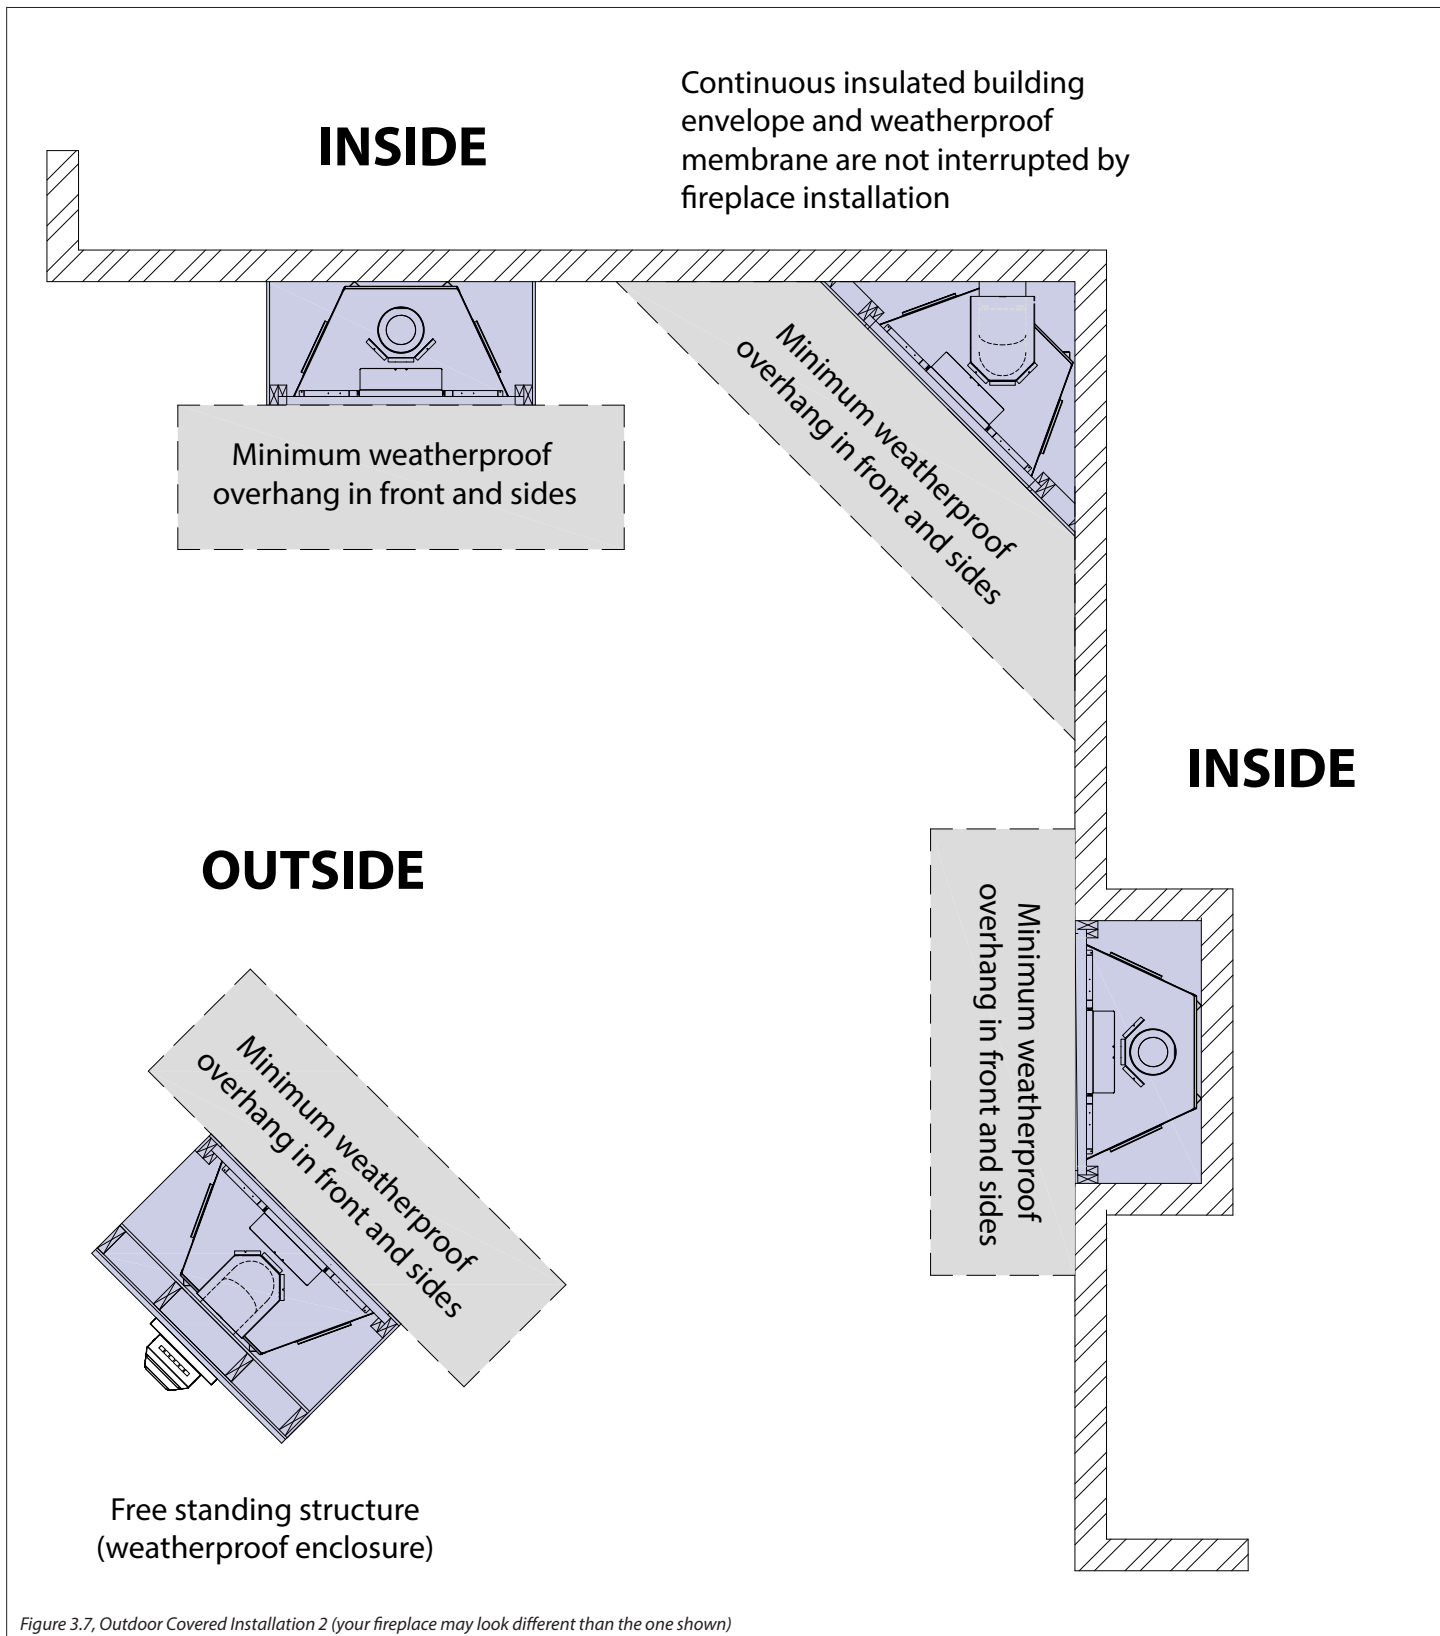 INSIDE
Continuous insulated building
envelope and weatherproof
membrane are not interrupted by
fireplace installation
Minimum weatherproof
overhang in front and sides
Minimum weatherproof
overhang in front and sides
INSIDE
OUTSIDE
Minimum weatherproof
overhang in front and sides
Minimum weatherproof
overhang in front and sides
Free standing structure
(weatherproof enclosure)
Figure 3.7, Outdoor Covered Installation 2 (your fireplace may look different than the one shown)